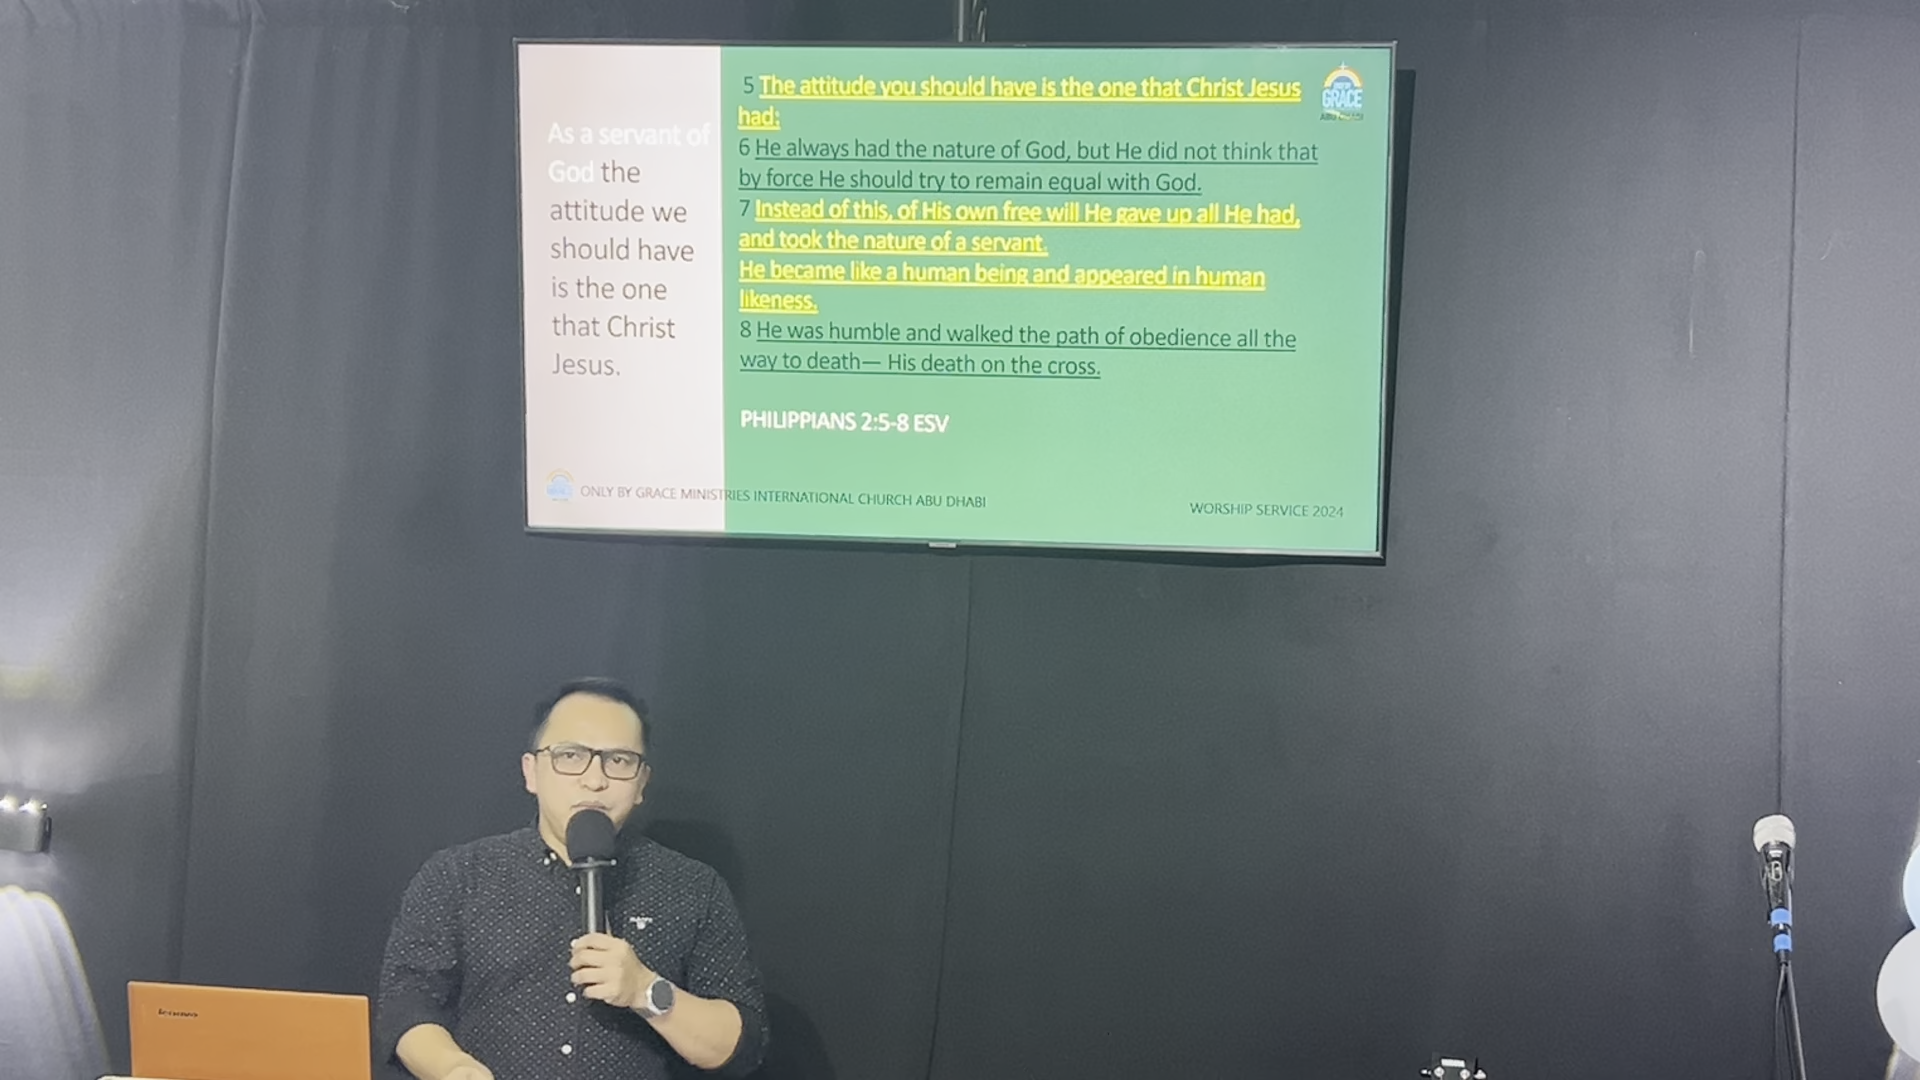 As a servant of
God the
attitude we
should have
is the one
that Christ
Jesus.
5 The attitude you should have is the one that Christ Jesus
had:
6 He always had the nature of God, but He did not think that
by force He should try to remain equal with God.
7 Instead of this, of His own free will He gave up all He had,
and took the nature of a servant.
He became like a human being and appeared in human
likeness.
8 He was humble and walked the path of obedience all the
way to death— His death on the cross.
PHILIPPIANS 2:5-8 ESV
GRACE
ABU DHABI
ONLY BY GRACE MINISTRIES INTERNATIONAL CHURCH ABU DHABI
WORSHIP SERVICE 2024
lenovo